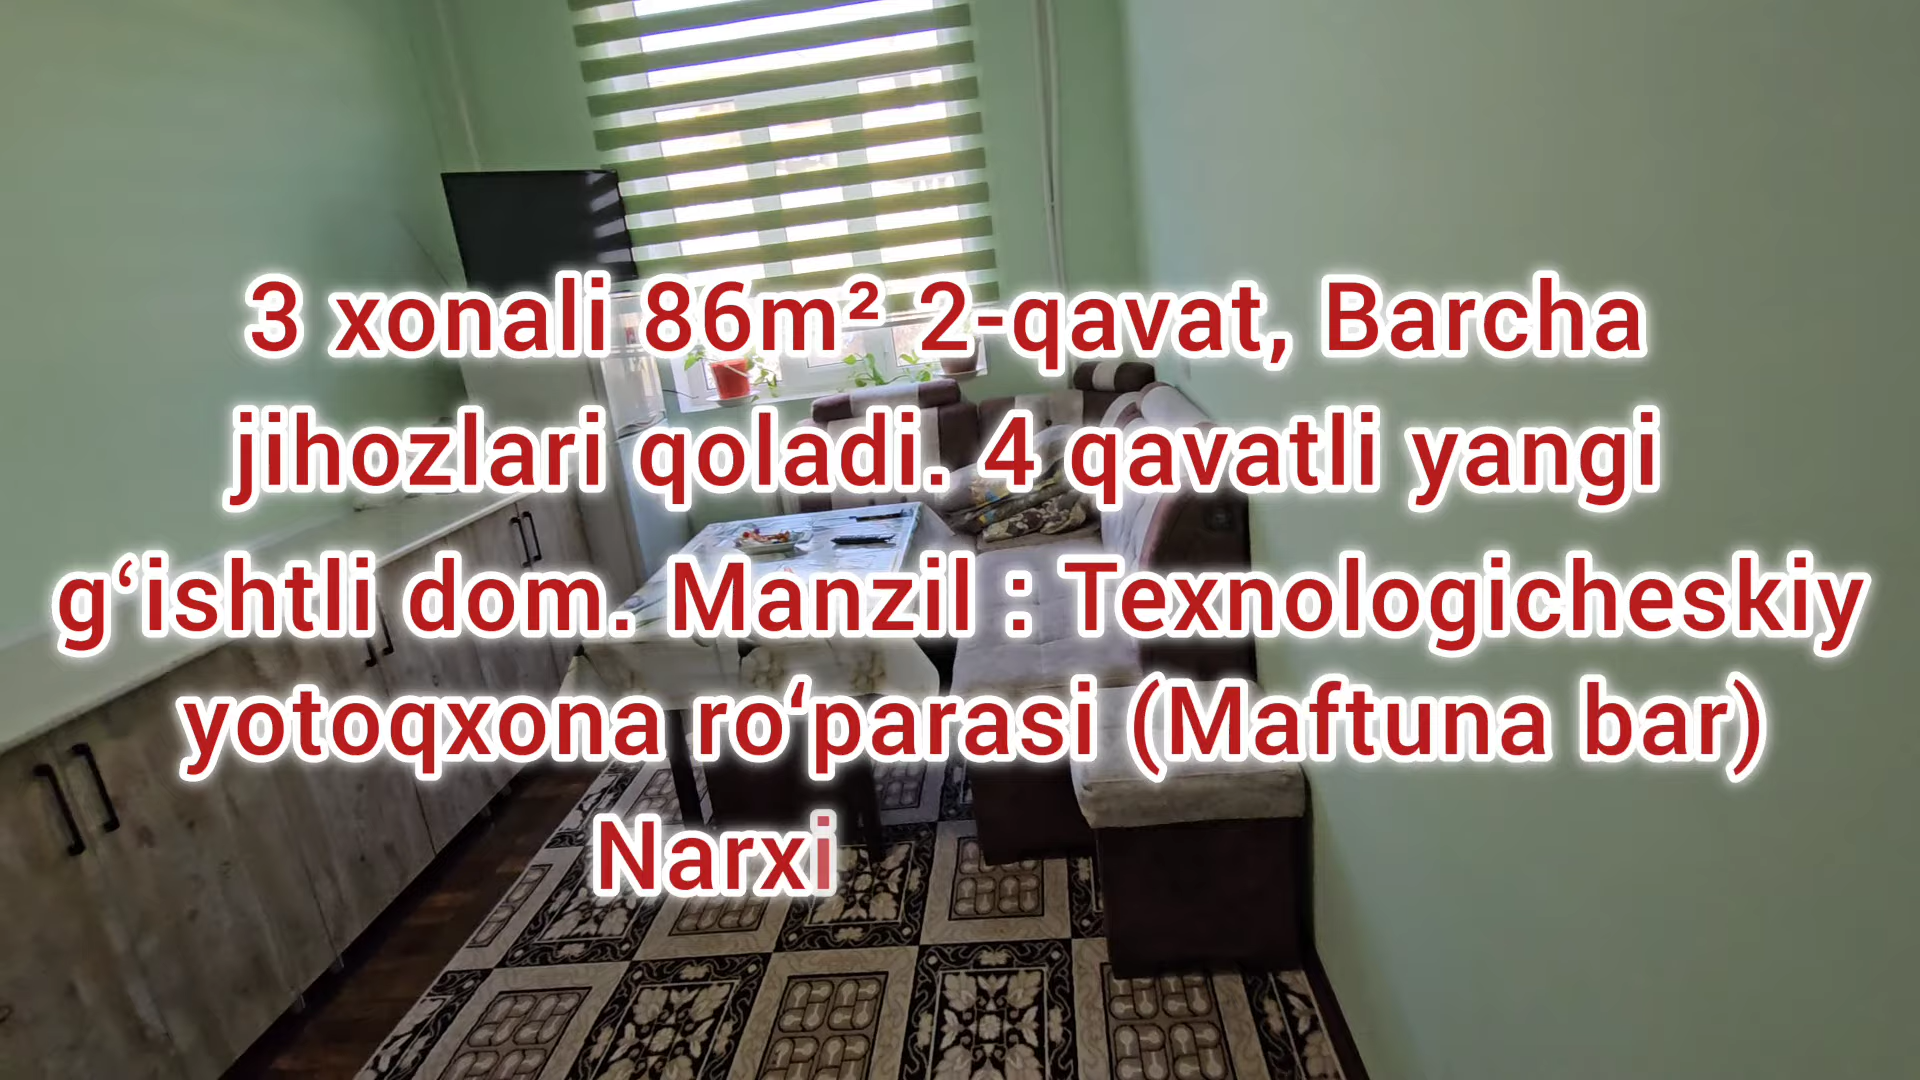 3 xonali 86m² 2-qavat, Barcha
jihozlari qoladi. 4 qavatli yangi
g‘ishtli dom. Manzil : Texnologicheskiy
yotoqxona ro‘parasi (Maftuna bar)
Narxi